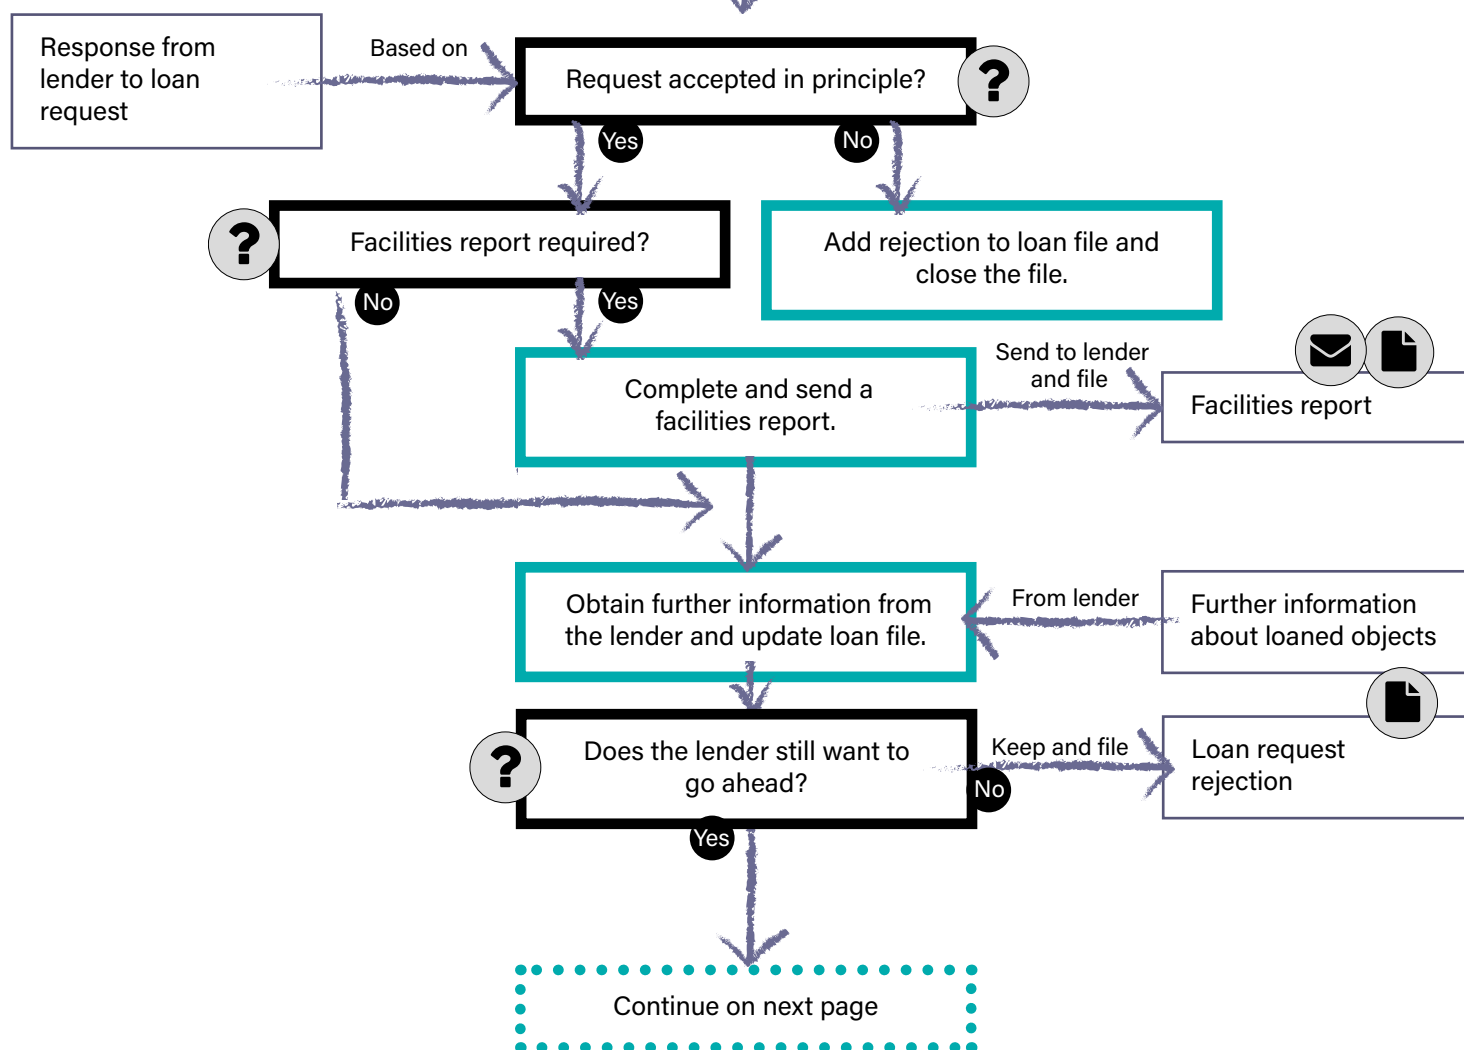 Response from
lender to loan
request
Based on
Request accepted in principle?
?
Yes
No
?
Facilities report required?
Add rejection to loan file and
close the file.
No
Yes
Complete and send a
facilities report.
Send to lender
and file
Facilities report
Obtain further information from
the lender and update loan file.
From lender
Further information
about loaned objects
?
Does the lender still want to
go ahead?
Keep and file
No
Loan request
rejection
Yes
Continue on next page